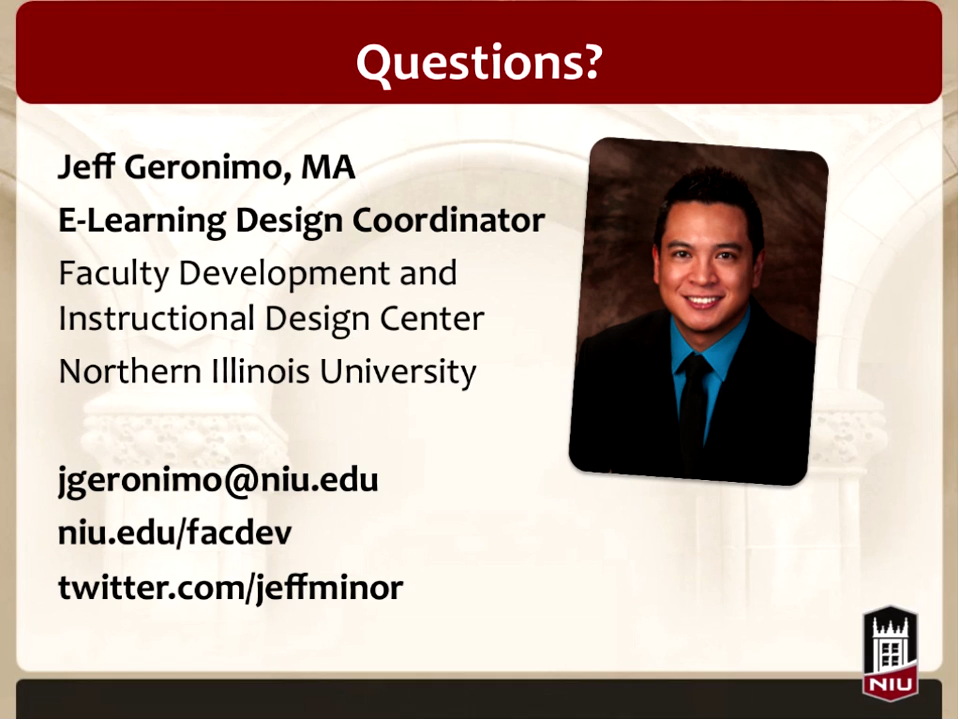 Questions?
Jeff Geronimo, MA
E-Learning Design Coordinator
Faculty Development and
Instructional Design Center
Northern Illinois University
jgeronimo@niu.edu
niu.edu/facdev
twitter.com/jeffminor
NIU